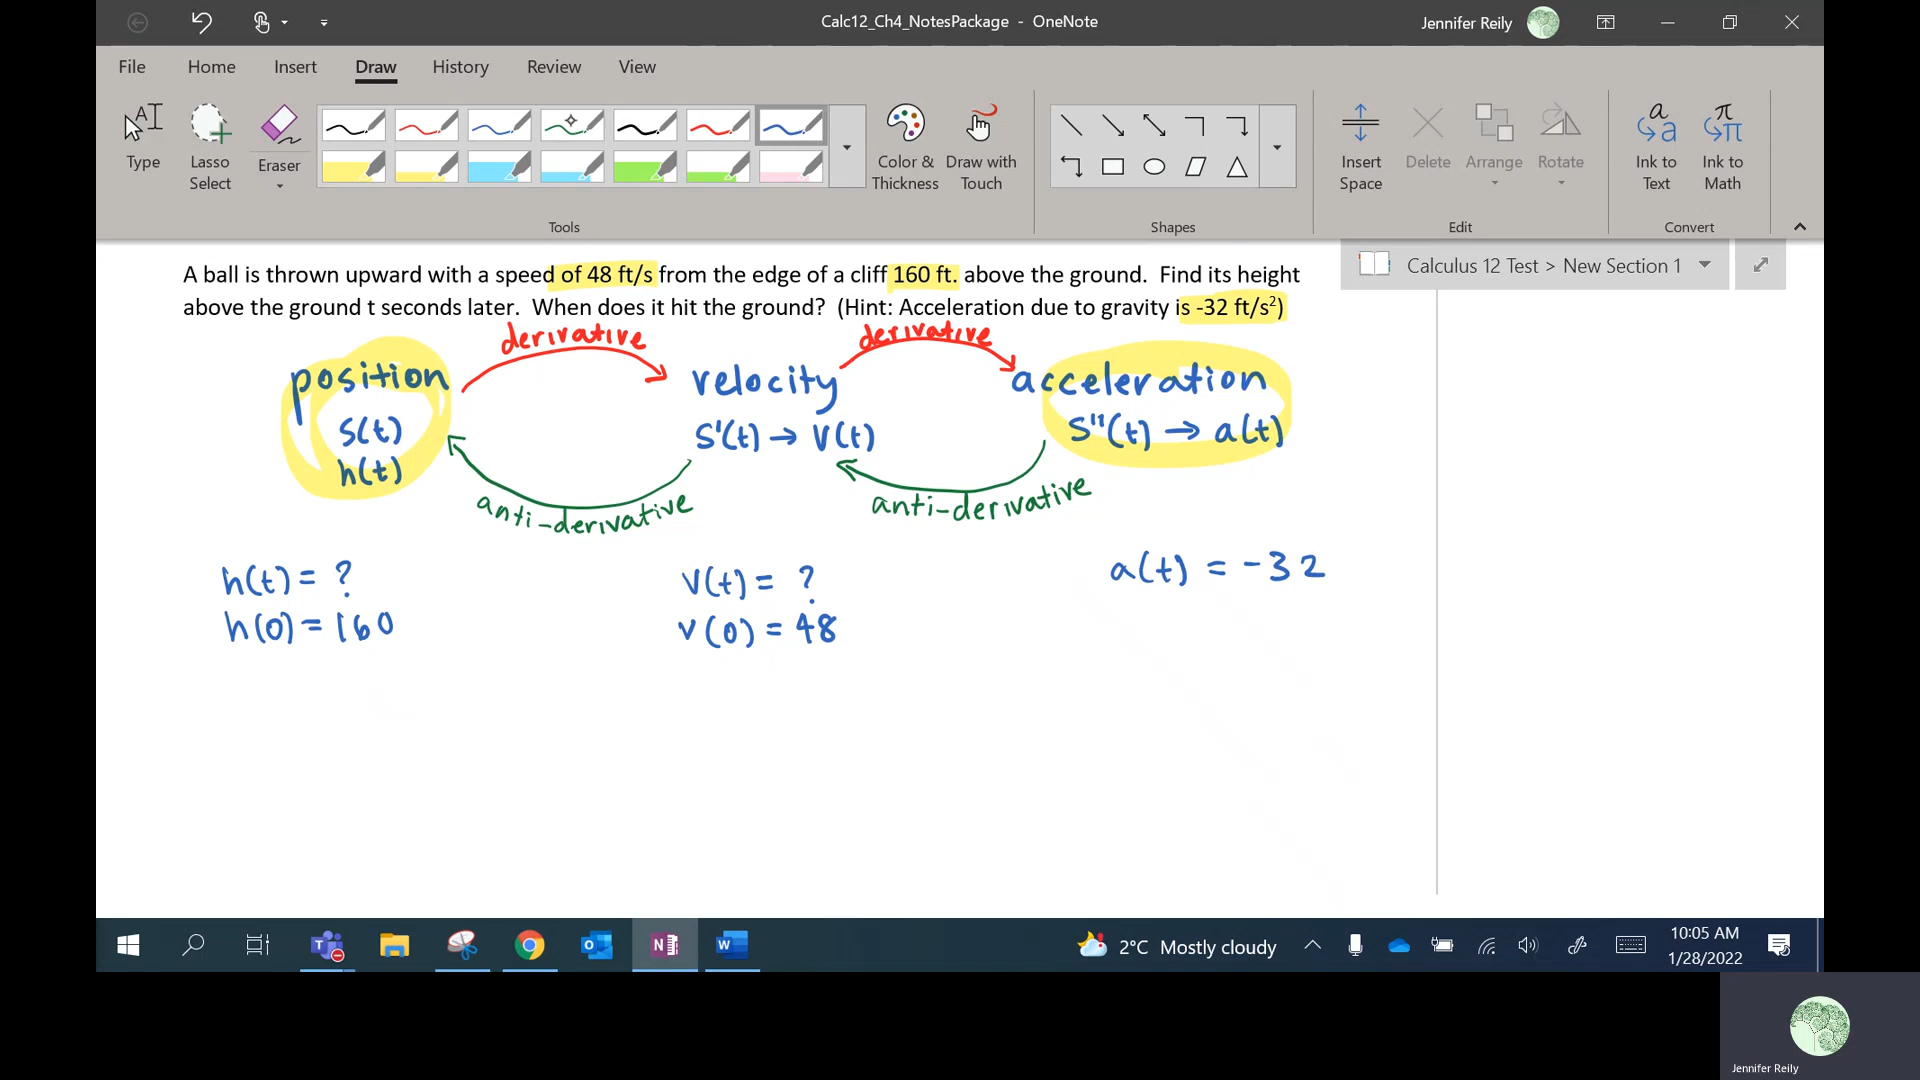 Calc12_Ch4_NotesPackage - OneNote
Jennifer Reily
File Home Insert Draw History Review View
Type
Lasso Select
Eraser
Color & Thickness
Draw with Touch
Insert Space
Delete
Arrange
Rotate
Ink to Text
Ink to Math
Tools
Shapes
Edit
Convert
Calculus 12 Test > New Section 1
A ball is thrown upward with a speed of 48 ft/s from the edge of a cliff 160 ft. above the ground. Find its height
above the ground t seconds later. When does it hit the ground? (Hint: Acceleration due to gravity is -32 ft/s²)
derivative derivative
position velocity acceleration
s(t) s'(t) → v(t) s''(t) → a(t)
h(t)
anti-derivative anti-derivative
h(t) = ? v(t) = ? a(t) = -32
h(0) = 160 v(0) = 48
2°C Mostly cloudy
10:05 AM
1/28/2022
Jennifer Reily